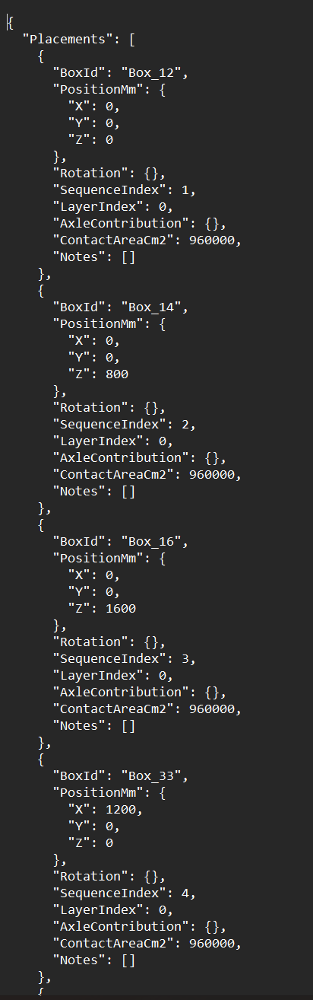 {
  "Placements": [
    {
      "BoxId": "Box_12",
      "PositionMm": {
        "X": 0,
        "Y": 0,
        "Z": 0
      },
      "Rotation": {},
      "SequenceIndex": 1,
      "LayerIndex": 0,
      "AxleContribution": {},
      "ContactAreaCm2": 960000,
      "Notes": []
    },
    {
      "BoxId": "Box_14",
      "PositionMm": {
        "X": 0,
        "Y": 0,
        "Z": 800
      },
      "Rotation": {},
      "SequenceIndex": 2,
      "LayerIndex": 0,
      "AxleContribution": {},
      "ContactAreaCm2": 960000,
      "Notes": []
    },
    {
      "BoxId": "Box_16",
      "PositionMm": {
        "X": 0,
        "Y": 0,
        "Z": 1600
      },
      "Rotation": {},
      "SequenceIndex": 3,
      "LayerIndex": 0,
      "AxleContribution": {},
      "ContactAreaCm2": 960000,
      "Notes": []
    },
    {
      "BoxId": "Box_33",
      "PositionMm": {
        "X": 1200,
        "Y": 0,
        "Z": 0
      },
      "Rotation": {},
      "SequenceIndex": 4,
      "LayerIndex": 0,
      "AxleContribution": {},
      "ContactAreaCm2": 960000,
      "Notes": []
    },
    {